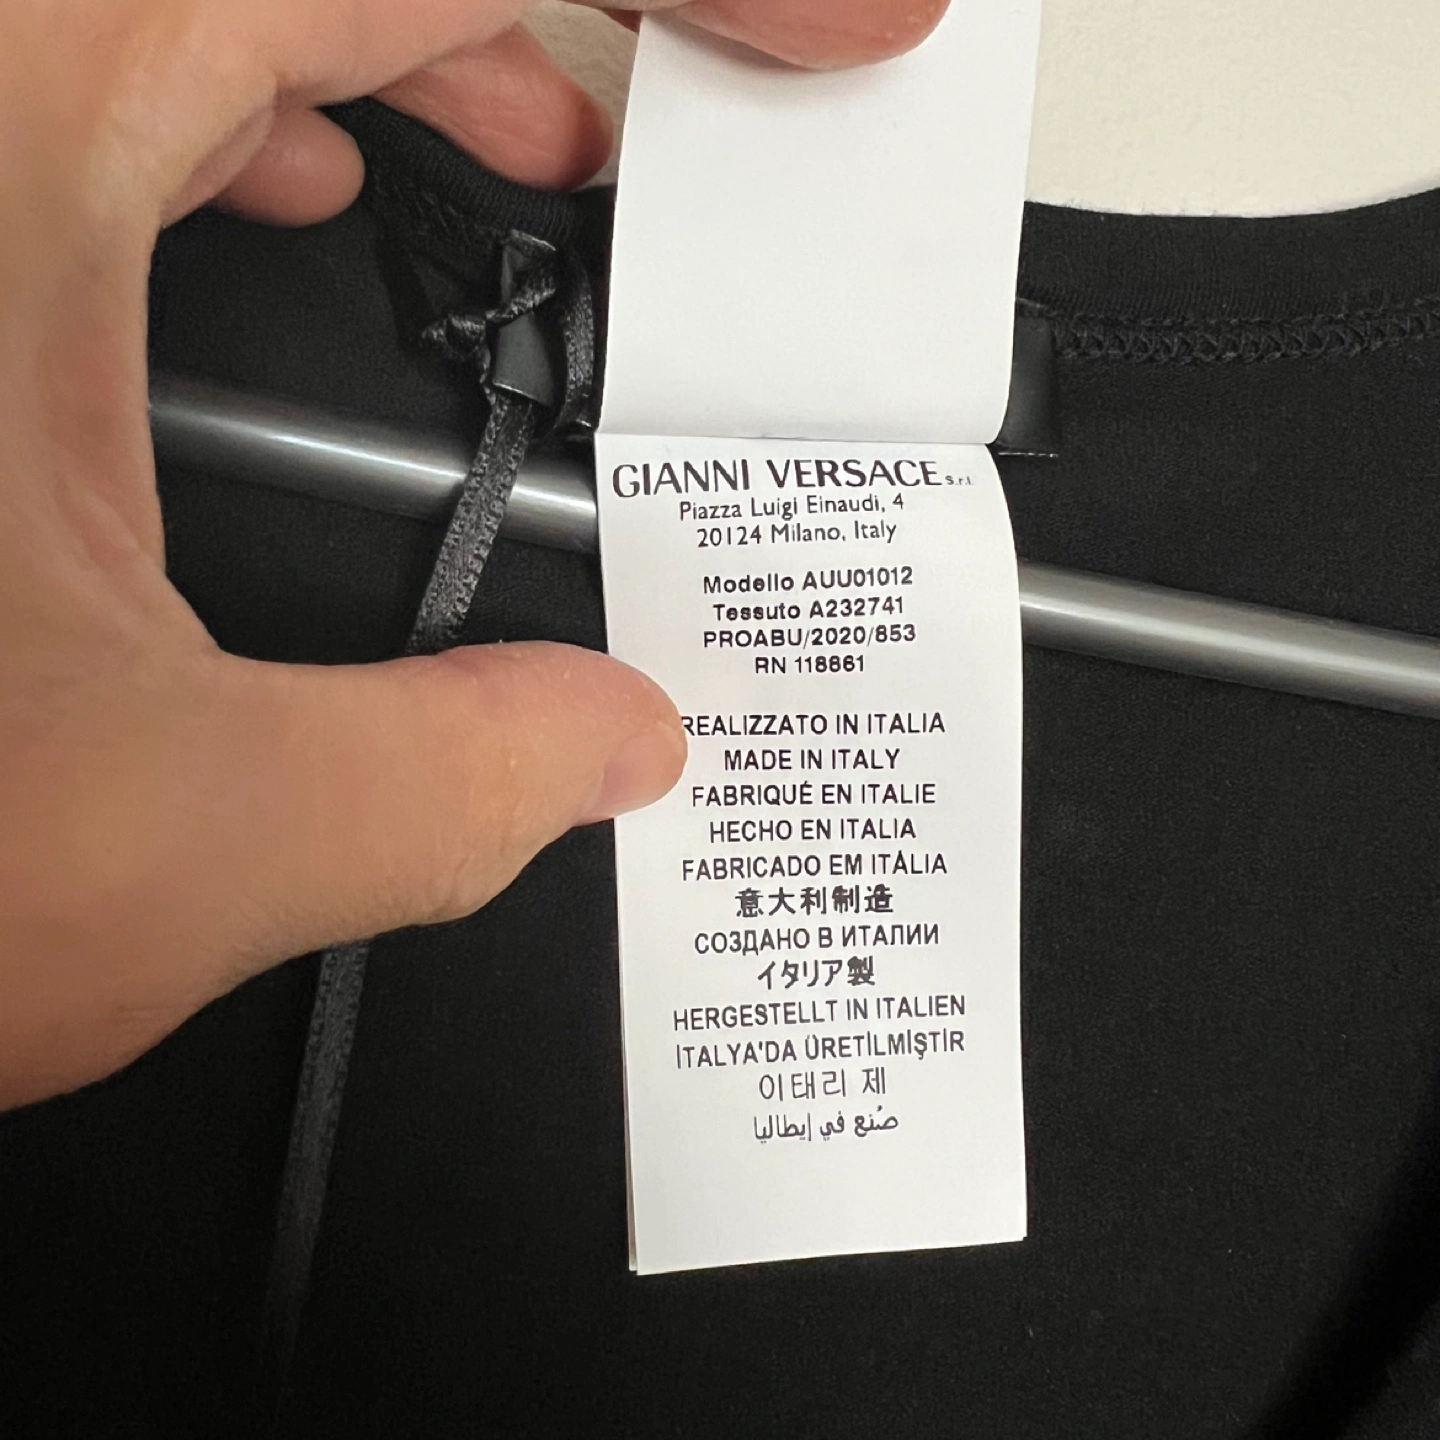 GIANNI VERSACE s.r.l.
Piazza Luigi Einaudi, 4
20124 Milano, Italy
Modello AUU01012
Tessuto A232741
PROABU/2020/853
RN 118861
REALIZZATO IN ITALIA
MADE IN ITALY
FABRIQUÉ EN ITALIE
HECHO EN ITALIA
FABRICADO EM ITÁLIA
意大利制造
СОЗДАНО В ИТАЛИИ
イタリア製
HERGESTELLT IN ITALIEN
İTALYA'DA ÜRETİLMİŞTİR
이태리 제
صُنع في إيطاليا